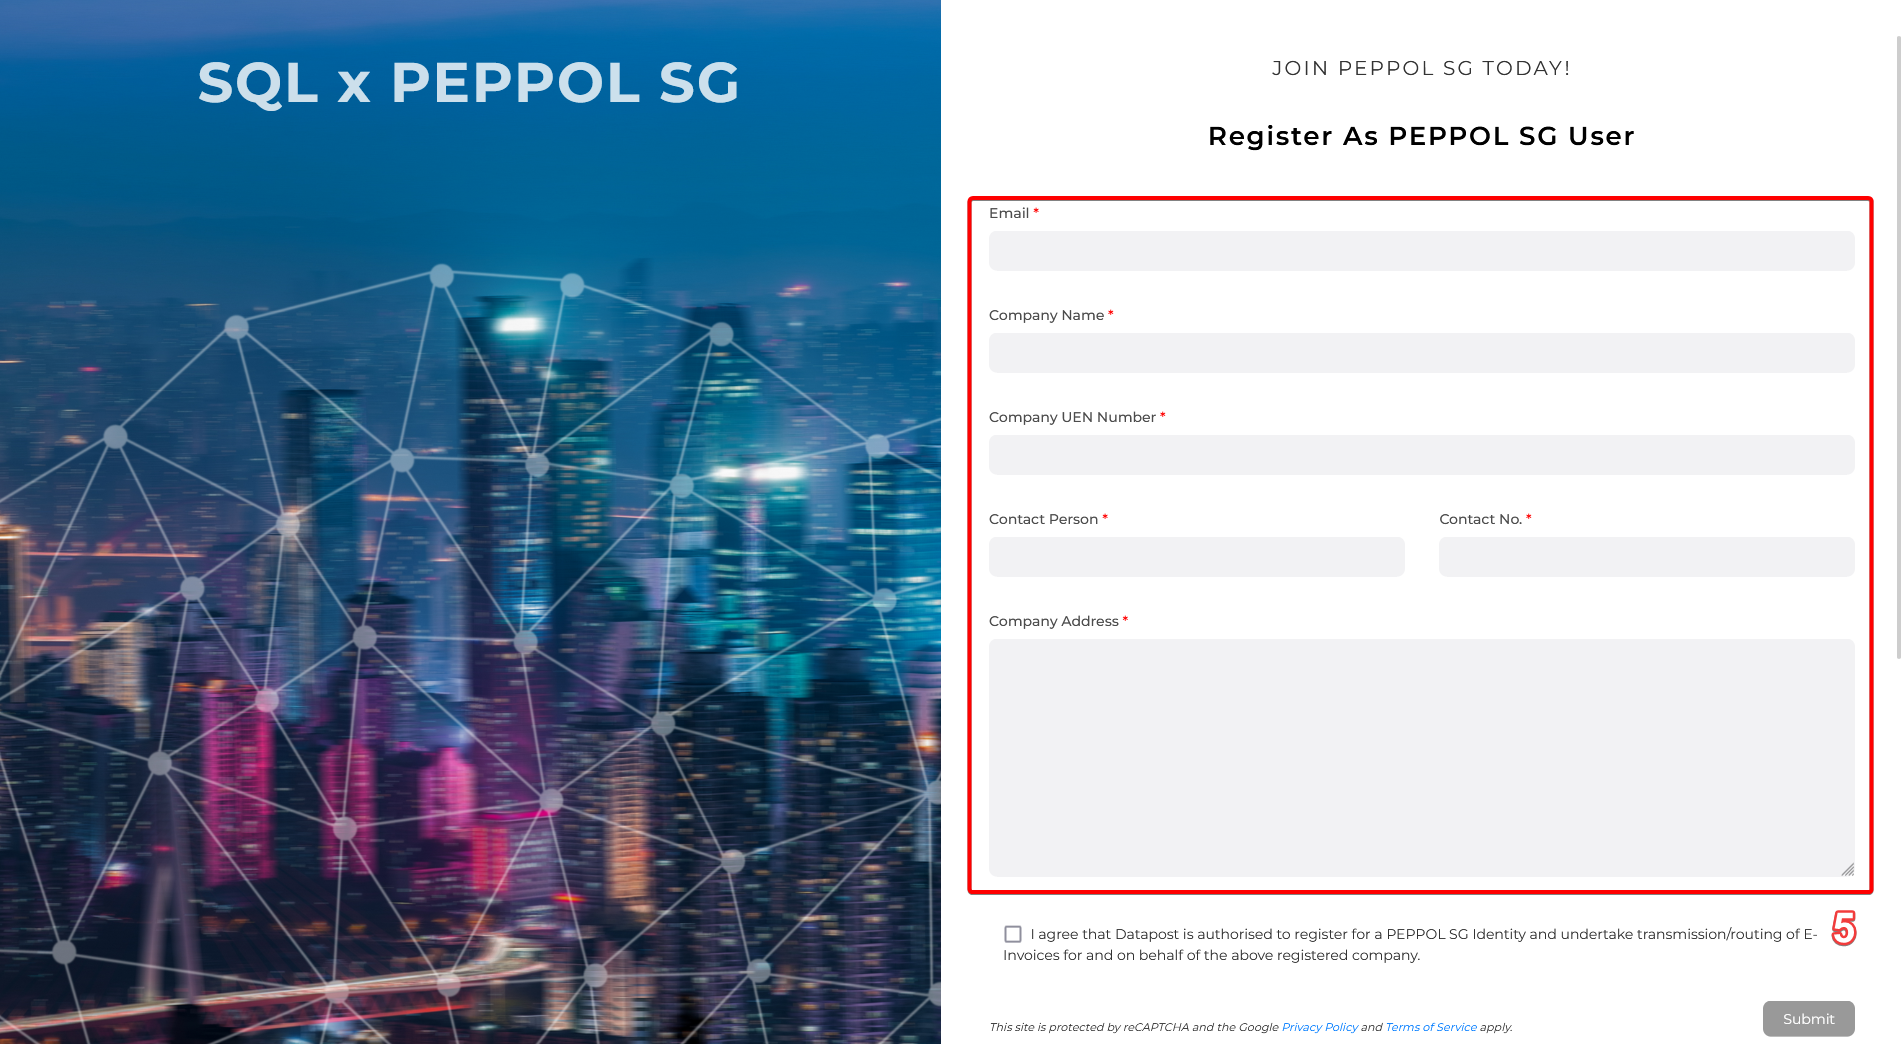 SQL x PEPPOL SG
JOIN PEPPOL SG TODAY!
Register As PEPPOL SG User
Email *
Company Name *
Company UEN Number *
Contact Person *
Contact No. *
Company Address *
I agree that Datapost is authorised to register for a PEPPOL SG Identity and undertake transmission/routing of E-
Invoices for and on behalf of the above registered company.
5
This site is protected by reCAPTCHA and the Google Privacy Policy and Terms of Service apply.
Submit